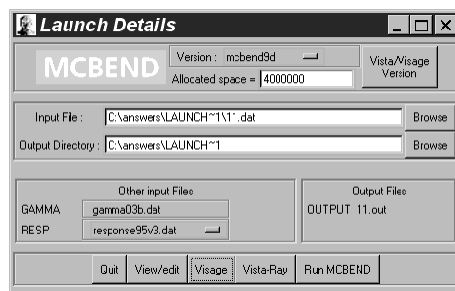 Launch Details
MCBEND
Version : mcbend9d
Allocated space = 4000000
Vista/Visage Version
Input File : C:\answers\LAUNCH~1\11.dat Browse
Output Directory : C:\answers\LAUNCH~1 Browse
Other input Files
GAMMA gamma03b.dat
RESP response95v3.dat
Output Files
OUTPUT 11.out
Quit View/edit Visage Vista-Ray Run MCBEND